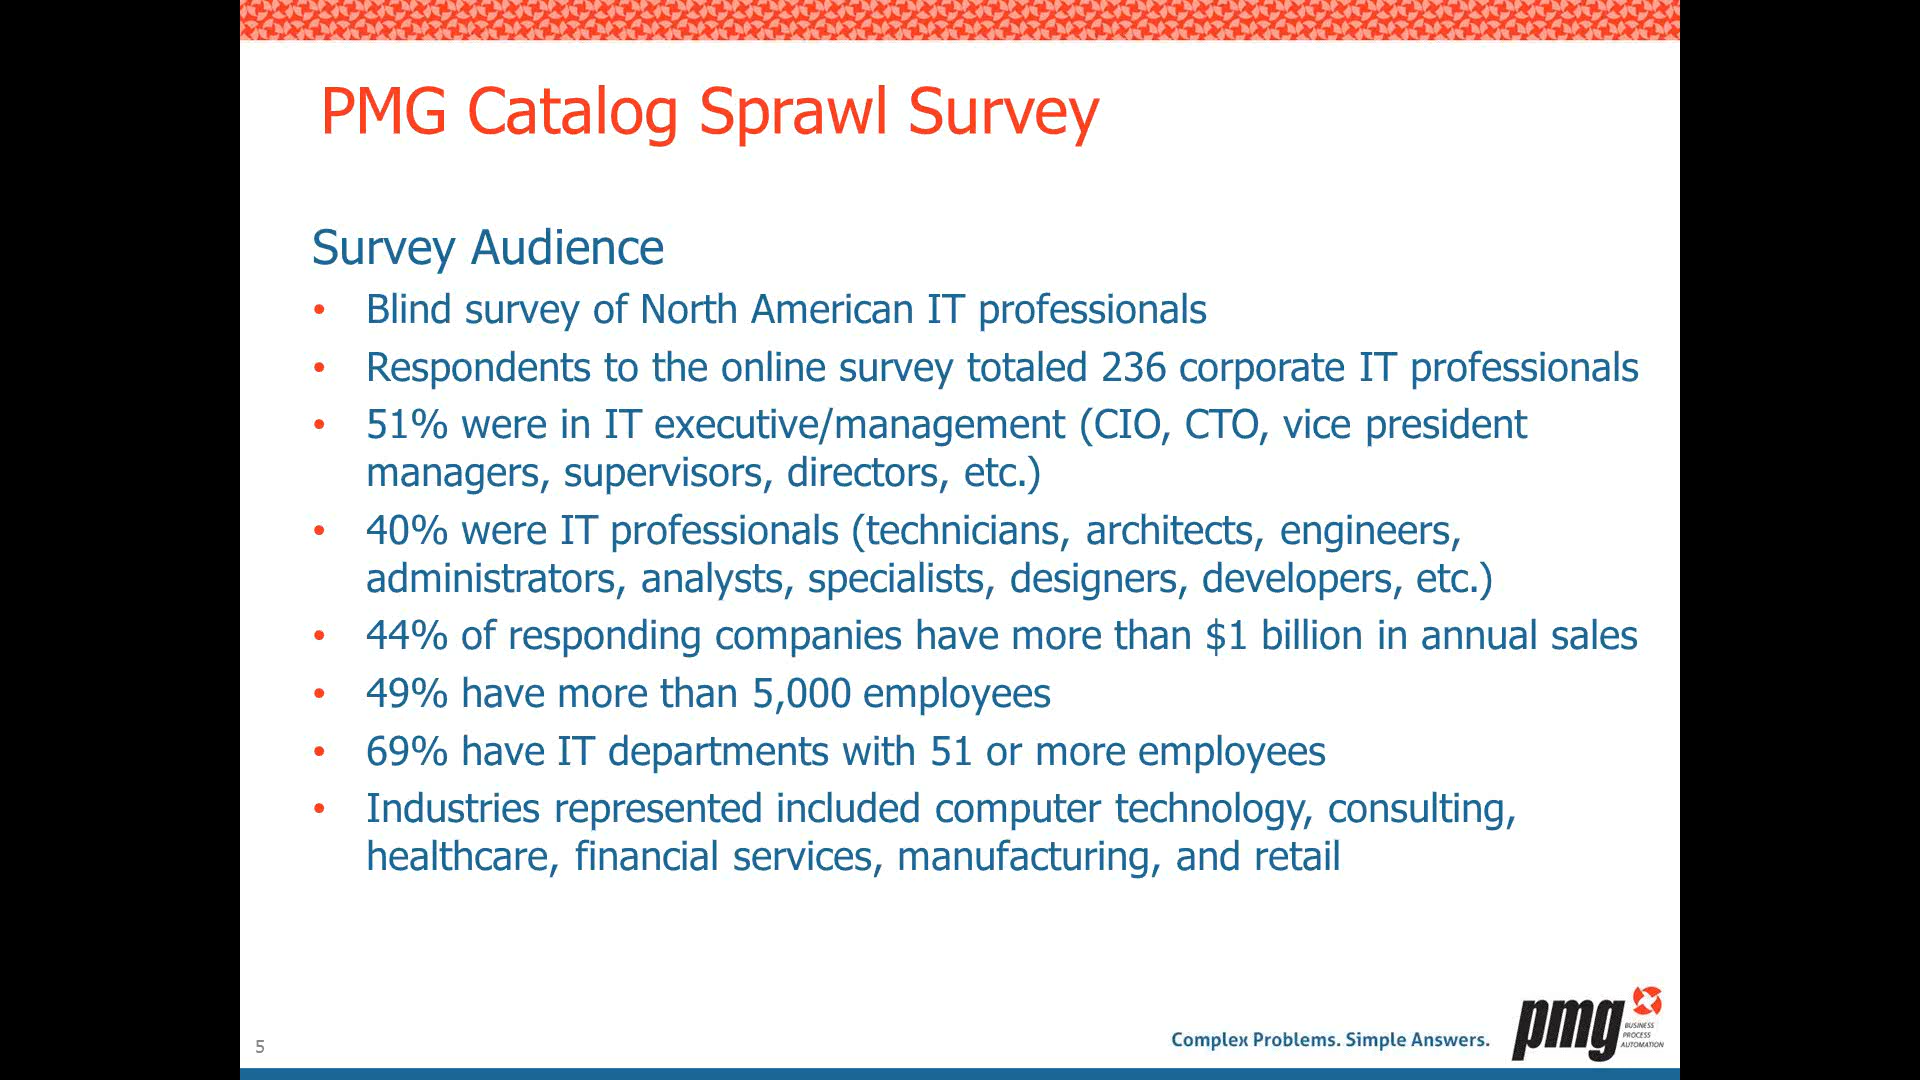 PMG Catalog Sprawl Survey
Survey Audience
• Blind survey of North American IT professionals
• Respondents to the online survey totaled 236 corporate IT professionals
• 51% were in IT executive/management (CIO, CTO, vice president
managers, supervisors, directors, etc.)
• 40% were IT professionals (technicians, architects, engineers,
administrators, analysts, specialists, designers, developers, etc.)
• 44% of responding companies have more than $1 billion in annual sales
• 49% have more than 5,000 employees
• 69% have IT departments with 51 or more employees
• Industries represented included computer technology, consulting,
healthcare, financial services, manufacturing, and retail
5
Complex Problems. Simple Answers.
pmg
BUSINESS
PROCESS
AUTOMATION